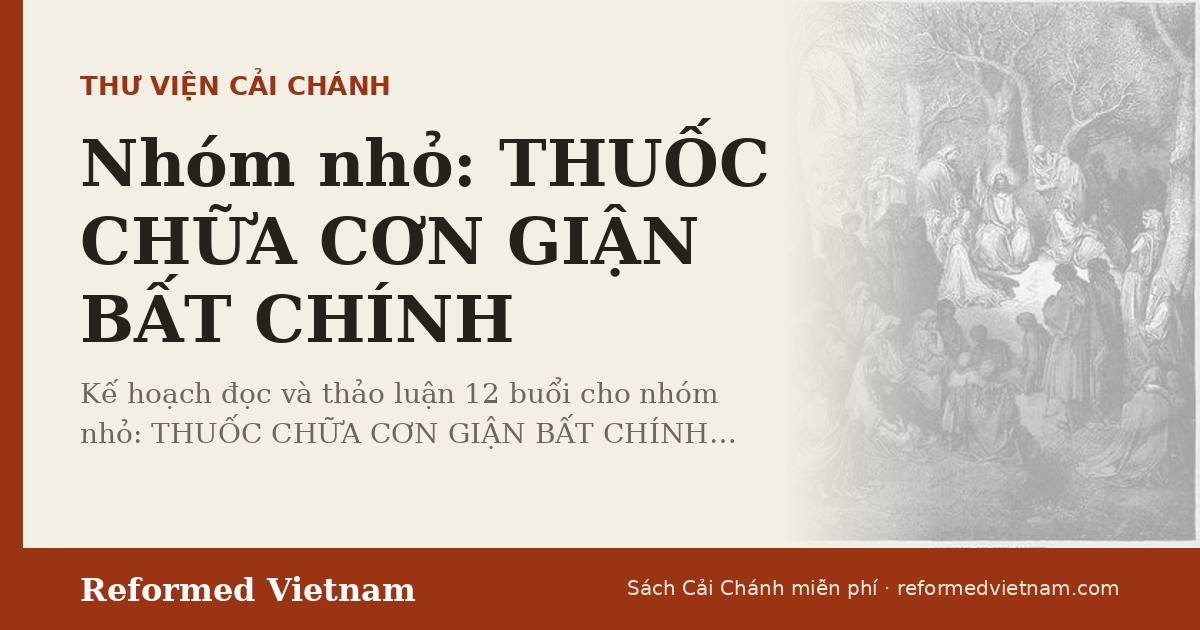 THƯ VIỆN CẢI CHÁNH
Nhóm nhỏ: THUỐC
CHỮA CƠN GIẬN
BẤT CHÍNH
Kế hoạch đọc và thảo luận 12 buổi cho nhóm
nhỏ: THUỐC CHỮA CƠN GIẬN BẤT CHÍNH...
Reformed Vietnam
Sách Cải Chánh miễn phí · reformedvietnam.com